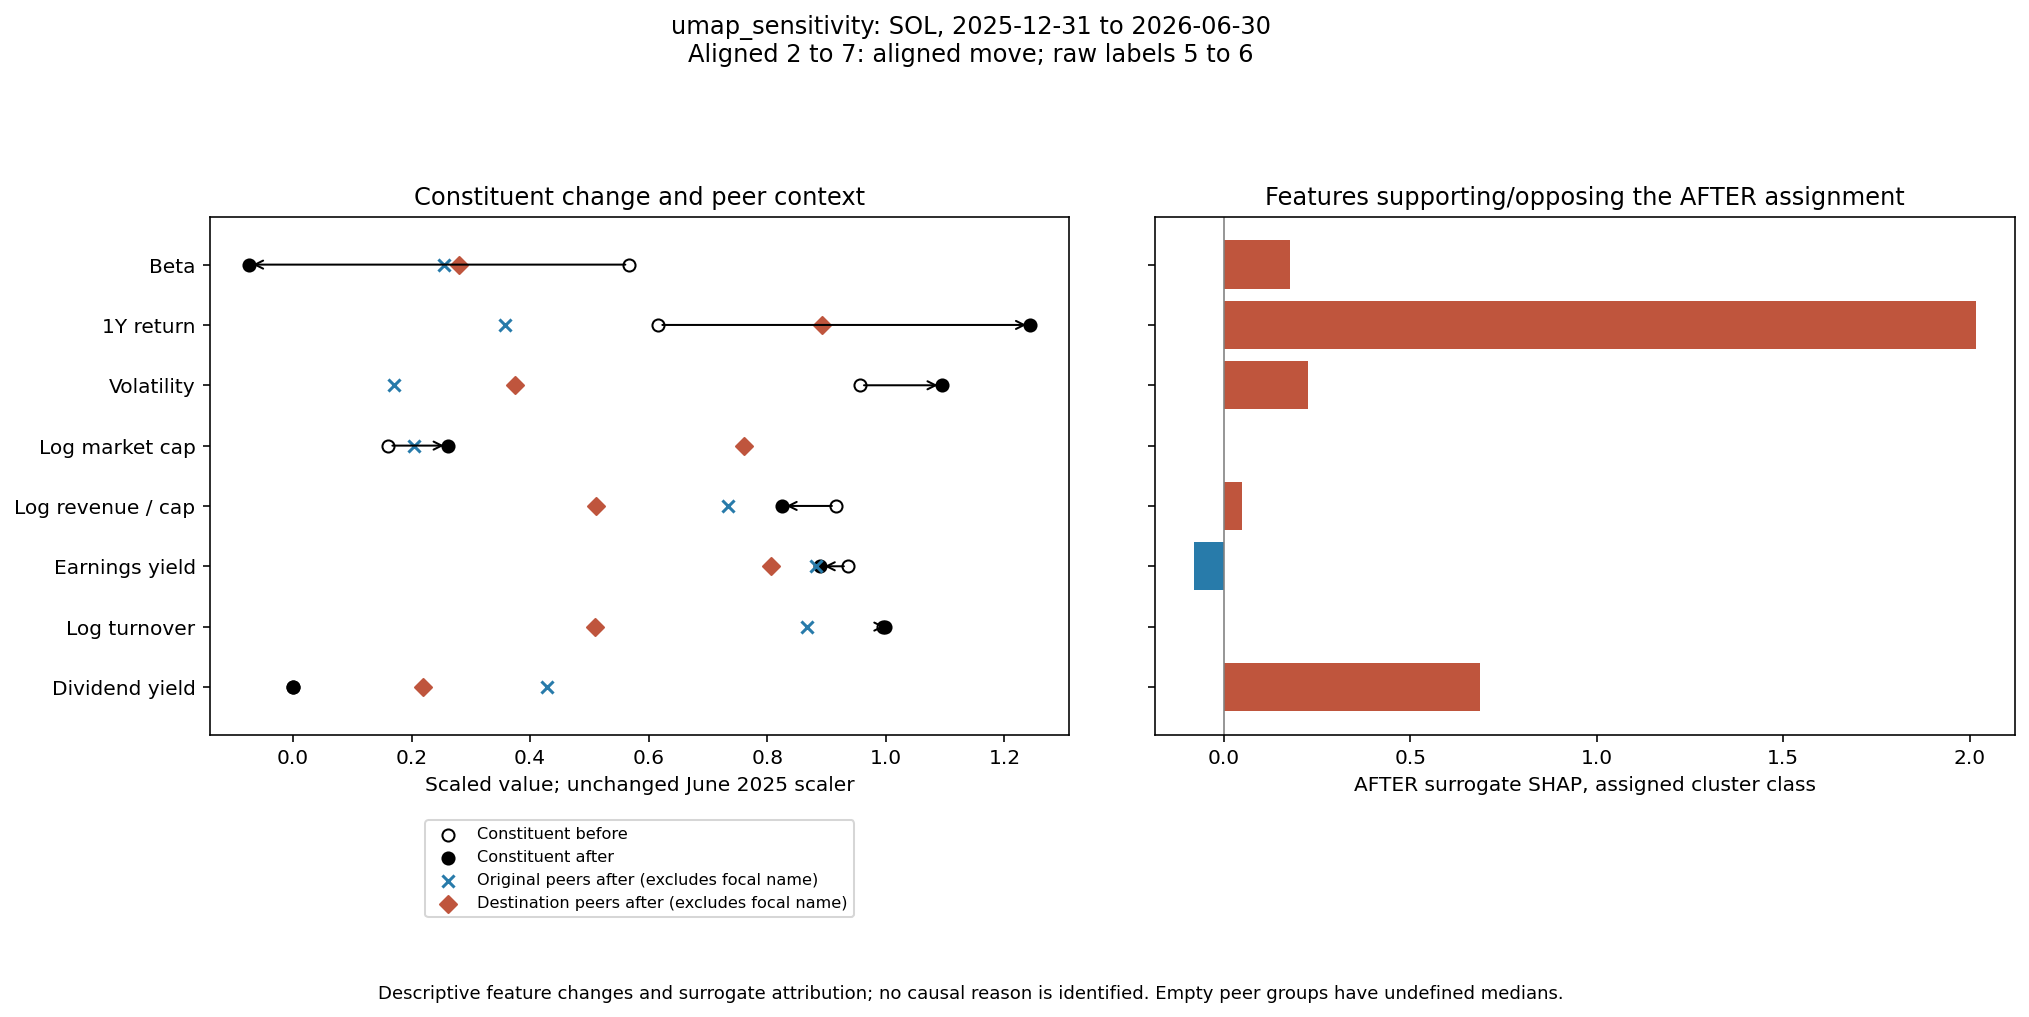 umap_sensitivity: SOL, 2025-12-31 to 2026-06-30
Aligned 2 to 7: aligned move; raw labels 5 to 6
Constituent change and peer context
Beta
1Y return
Volatility
Log market cap
Log revenue / cap
Earnings yield
Log turnover
Dividend yield
0.0 0.2 0.4 0.6 0.8 1.0 1.2
Scaled value; unchanged June 2025 scaler
Constituent before
Constituent after
Original peers after (excludes focal name)
Destination peers after (excludes focal name)
Features supporting/opposing the AFTER assignment
0.0 0.5 1.0 1.5 2.0
AFTER surrogate SHAP, assigned cluster class
Descriptive feature changes and surrogate attribution; no causal reason is identified. Empty peer groups have undefined medians.